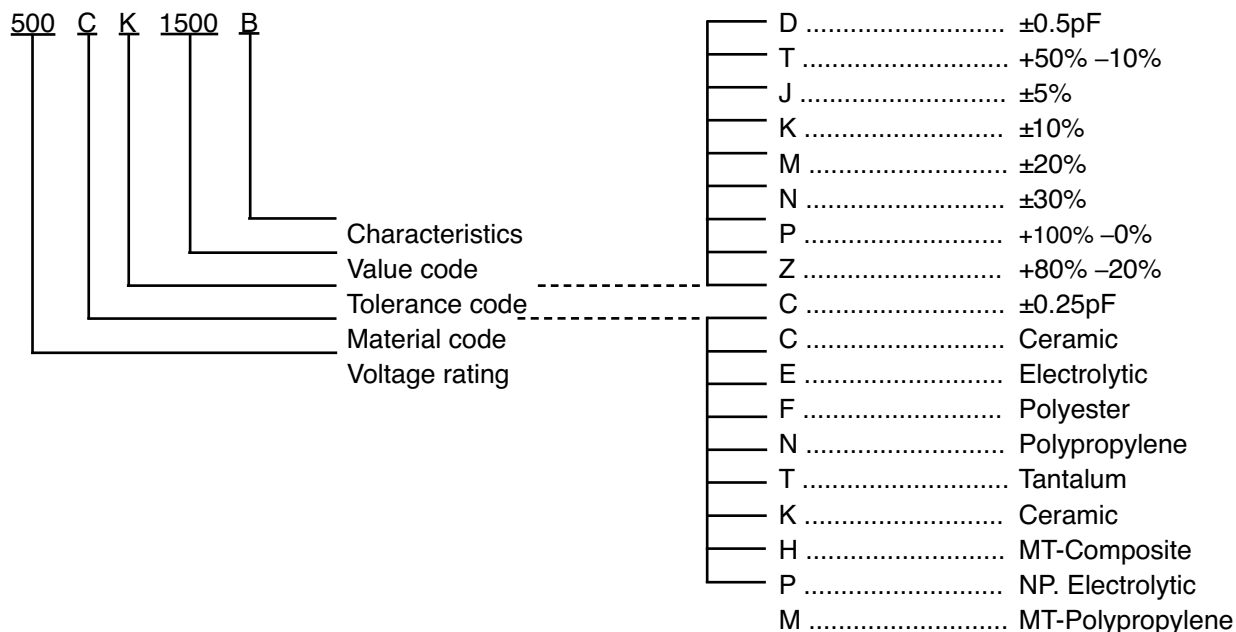 500 C K 1500 B
Characteristics
Value code
Tolerance code
Material code
Voltage rating
D ........................... ±0.5pF
T ............................ +50% –10%
J ............................ ±5%
K ........................... ±10%
M ........................... ±20%
N ........................... ±30%
P ........................... +100% –0%
Z ........................... +80% –20%
C ........................... ±0.25pF
C ........................... Ceramic
E ........................... Electrolytic
F ........................... Polyester
N ........................... Polypropylene
T ............................ Tantalum
K ........................... Ceramic
H ........................... MT-Composite
P ........................... NP. Electrolytic
M ........................... MT-Polypropylene